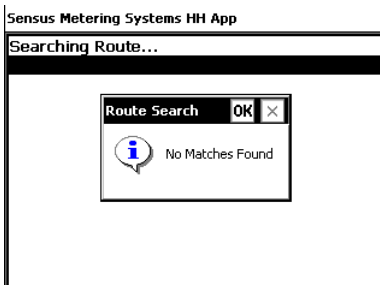 Sensus Metering Systems HH App
Searching Route...
Route Search OK
No Matches Found